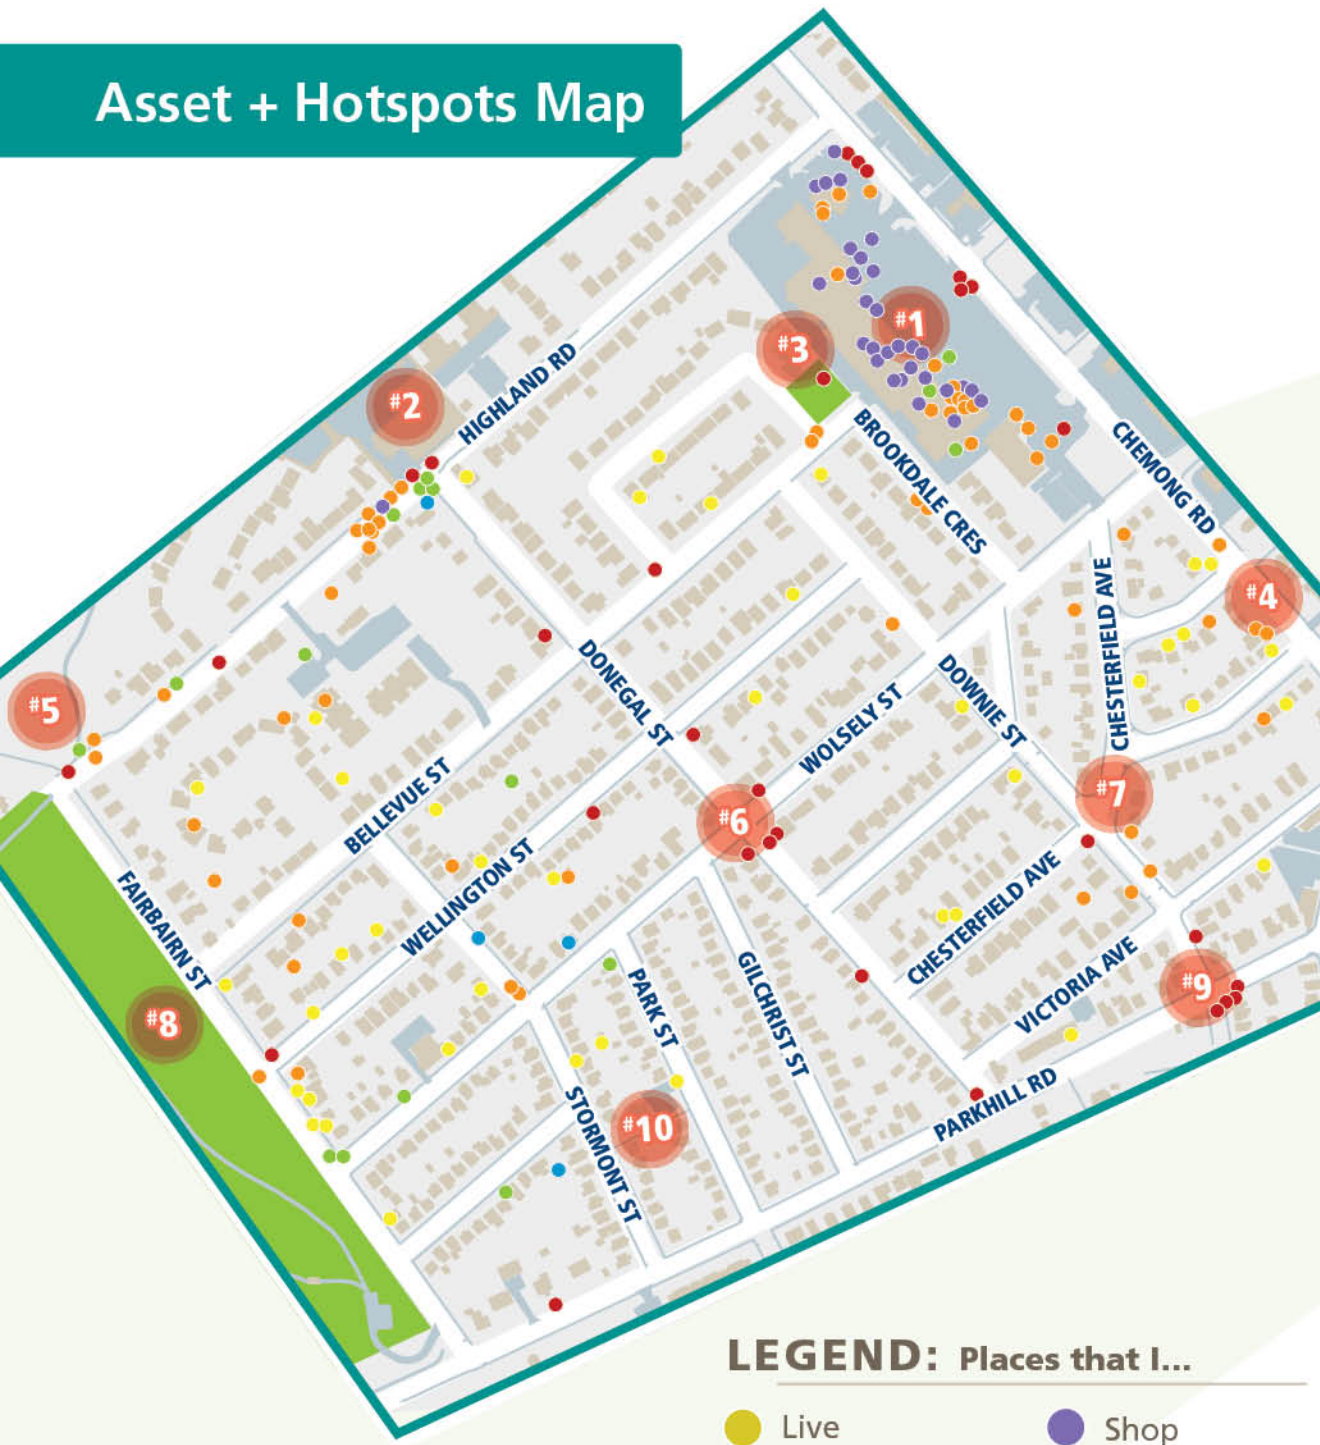 Asset + Hotspots Map
#1
#3
#2
HIGHLAND RD
BROOKDALE CRES
CHEMONG RD
CHESTERFIELD AVE
#4
DONEGAL ST
DOWNIE ST
WOLSELY ST
#5
BELLEVUE ST
#7
#6
WELLINGTON ST
CHESTERFIELD AVE
FAIRBAIRN ST
PARK ST
GILCHRIST ST
VICTORIA AVE
#9
#8
STORMONT ST
#10
PARKHILL RD
LEGEND: Places that I...
Live
Shop